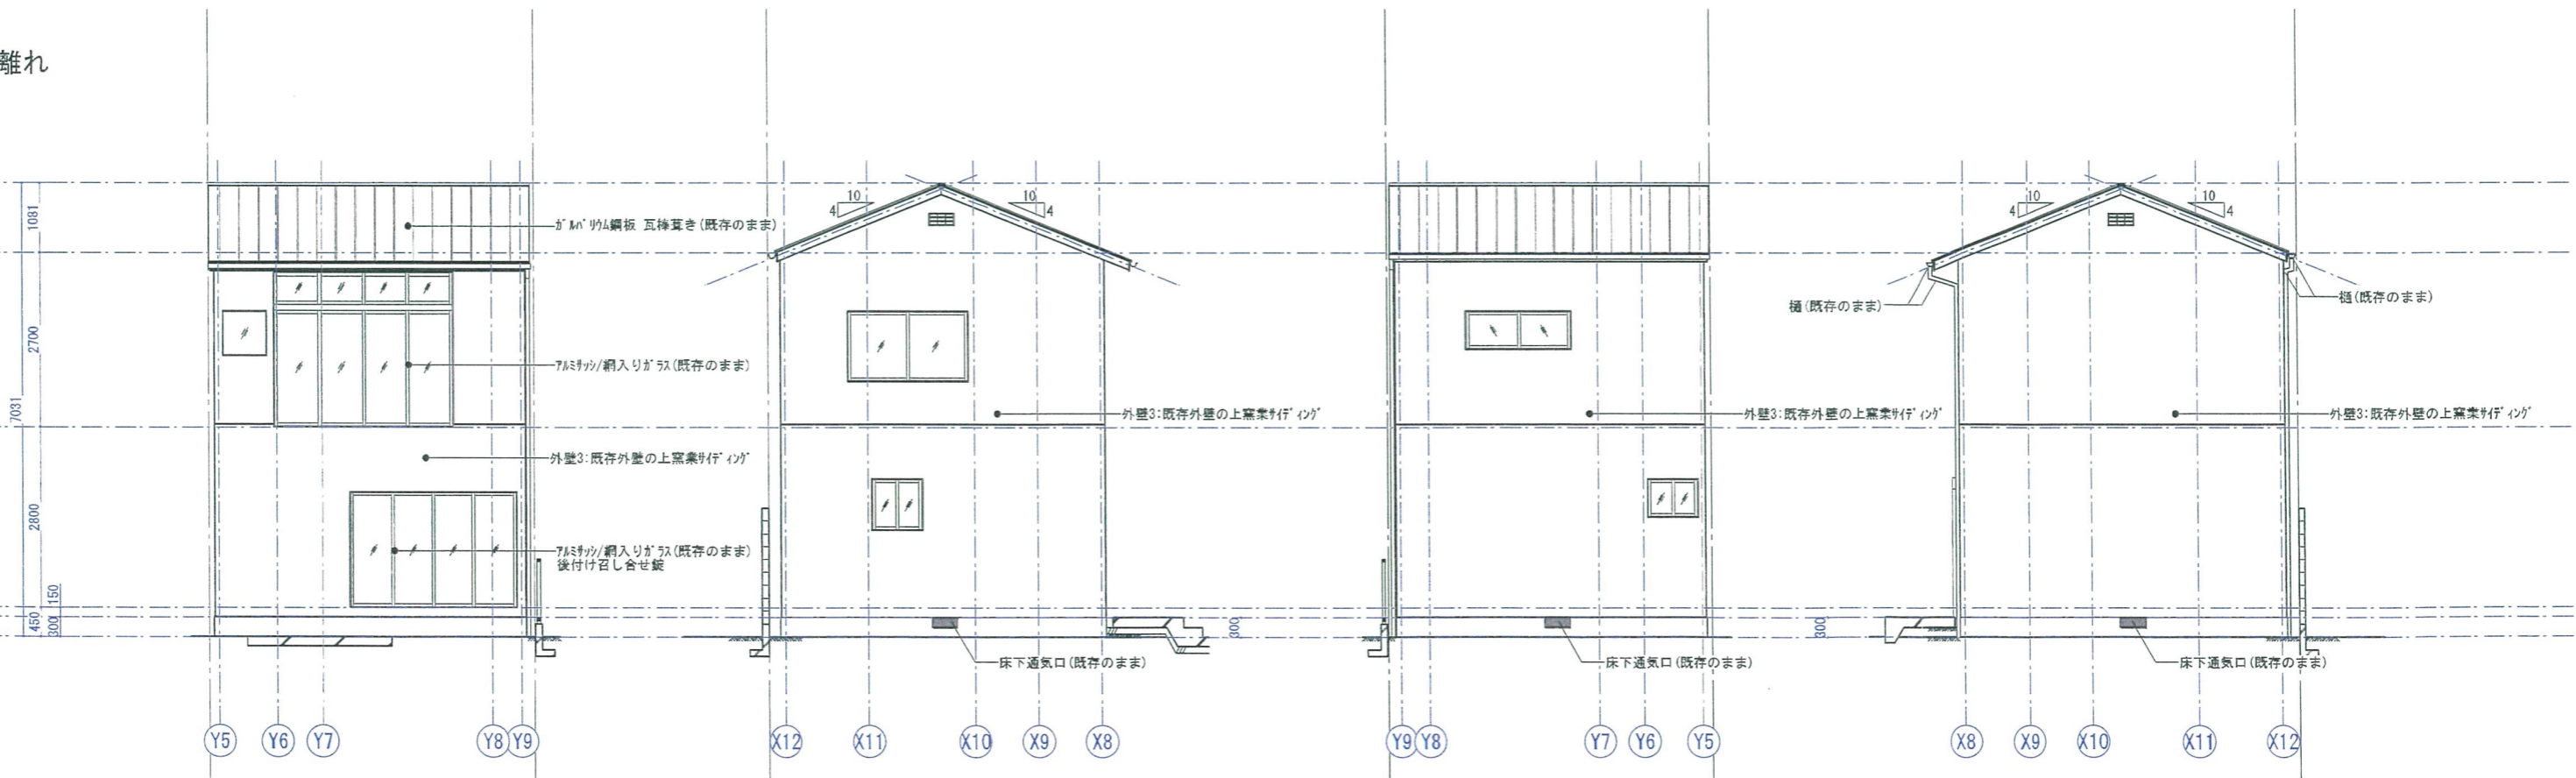 離れ
10
4
10
4
10
4
10
4
1081
ｶﾞﾙﾊﾞﾘｳﾑ鋼板 瓦棒葺き(既存のまま)
樋(既存のまま)
樋(既存のまま)
2700
ｱﾙﾐｻｯｼ/網入りｶﾞﾗｽ(既存のまま)
7031
外壁3:既存外壁の上窯業ｻｲﾃﾞｨﾝｸﾞ
外壁3:既存外壁の上窯業ｻｲﾃﾞｨﾝｸﾞ
外壁3:既存外壁の上窯業ｻｲﾃﾞｨﾝｸﾞ
外壁3:既存外壁の上窯業ｻｲﾃﾞｨﾝｸﾞ
2800
ｱﾙﾐｻｯｼ/網入りｶﾞﾗｽ(既存のまま)
後付け召し合せ錠
150
450
300
300
300
床下通気口(既存のまま)
床下通気口(既存のまま)
床下通気口(既存のまま)
Y5 Y6 Y7 Y8 Y9
X12 X11 X10 X9 X8
Y9 Y8 Y7 Y6 Y5
X8 X9 X10 X11 X12